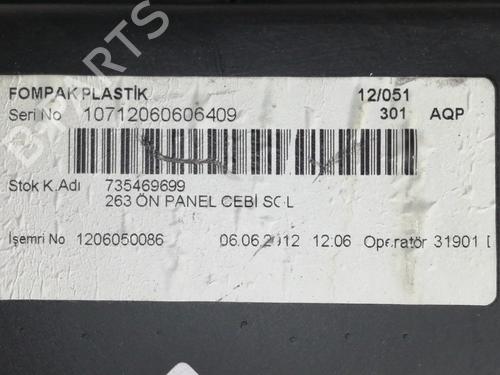 FOMPAK PLASTİK 12/051
Seri No 10712060606409 301 AQP
Stok K.Adı 735469699
263 ÖN PANEL CEBİ SOL
İşemri No 1206050086 06.06.2012 12:06 Operatör 31901
B-PARTS